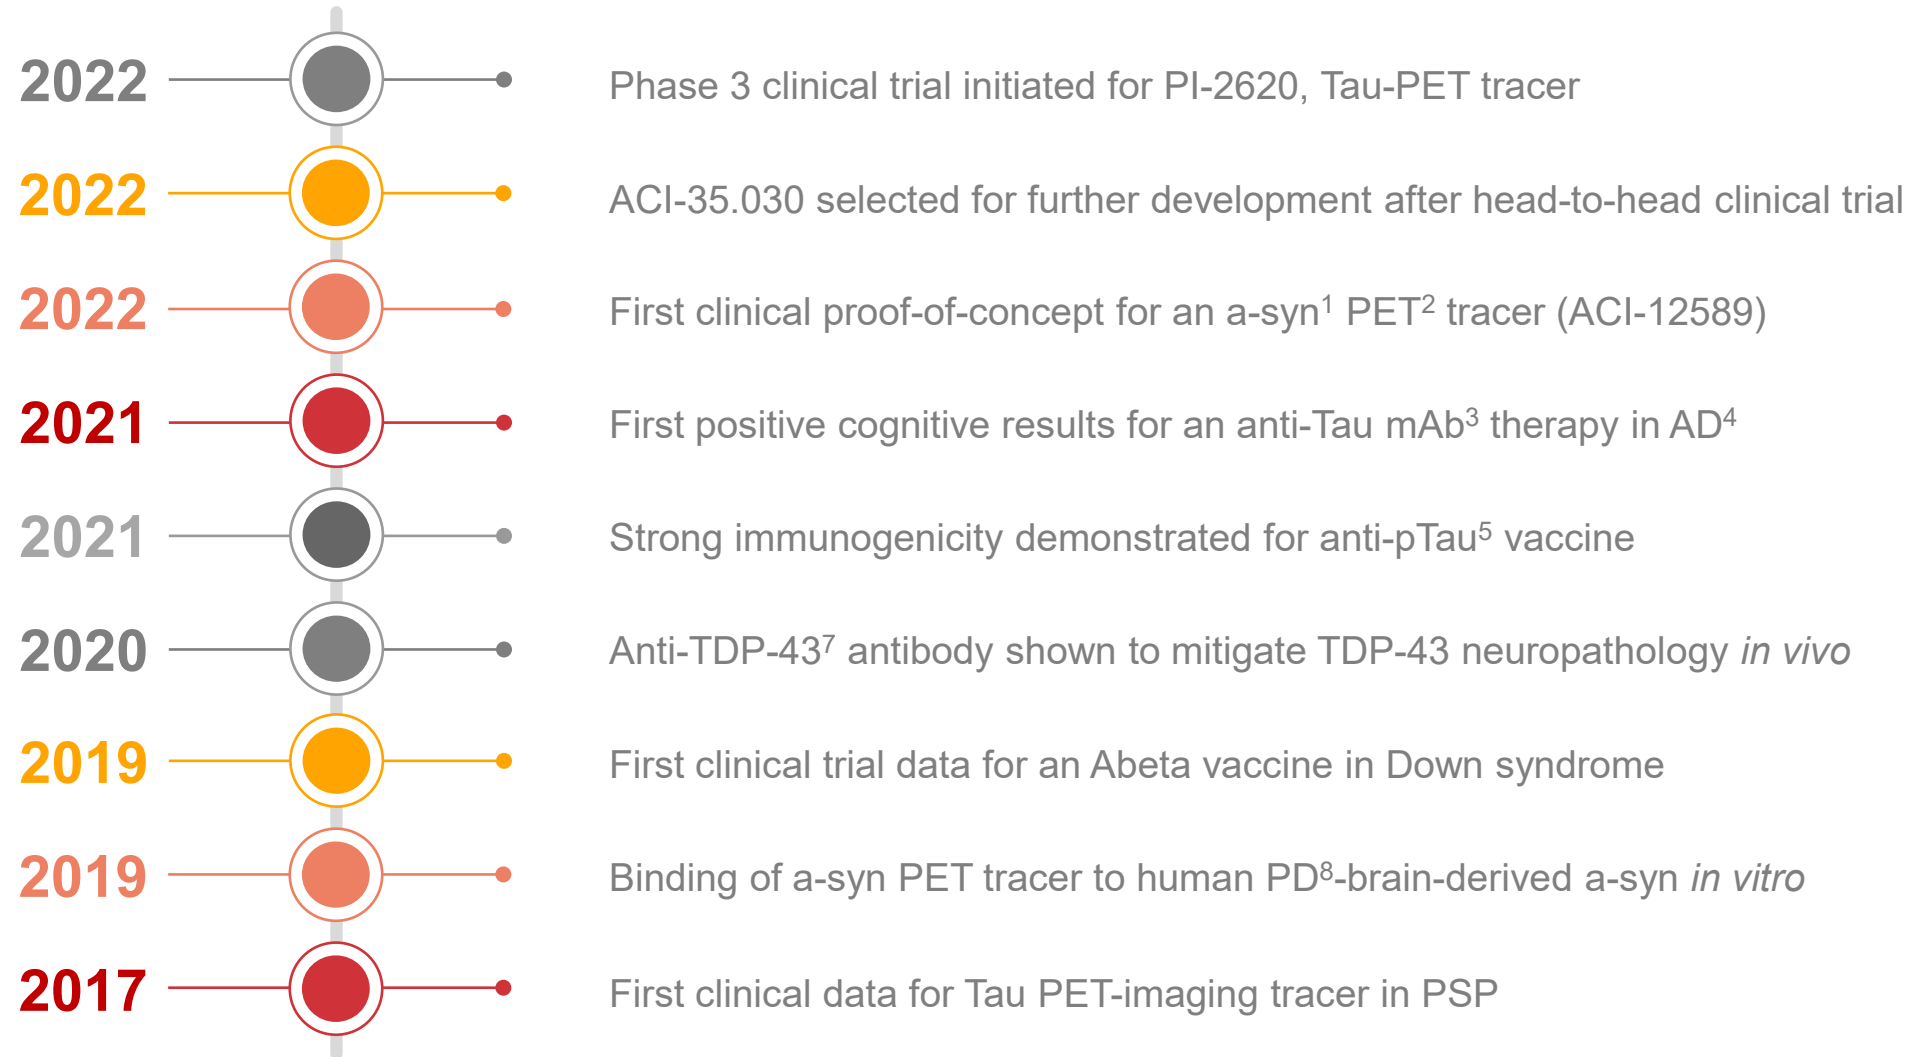 2022 Phase 3 clinical trial initiated for PI-2620, Tau-PET tracer
2022 ACI-35.030 selected for further development after head-to-head clinical trial
2022 First clinical proof-of-concept for an a-syn¹ PET² tracer (ACI-12589)
2021 First positive cognitive results for an anti-Tau mAb³ therapy in AD⁴
2021 Strong immunogenicity demonstrated for anti-pTau⁵ vaccine
2020 Anti-TDP-43⁷ antibody shown to mitigate TDP-43 neuropathology in vivo
2019 First clinical trial data for an Abeta vaccine in Down syndrome
2019 Binding of a-syn PET tracer to human PD⁸-brain-derived a-syn in vitro
2017 First clinical data for Tau PET-imaging tracer in PSP